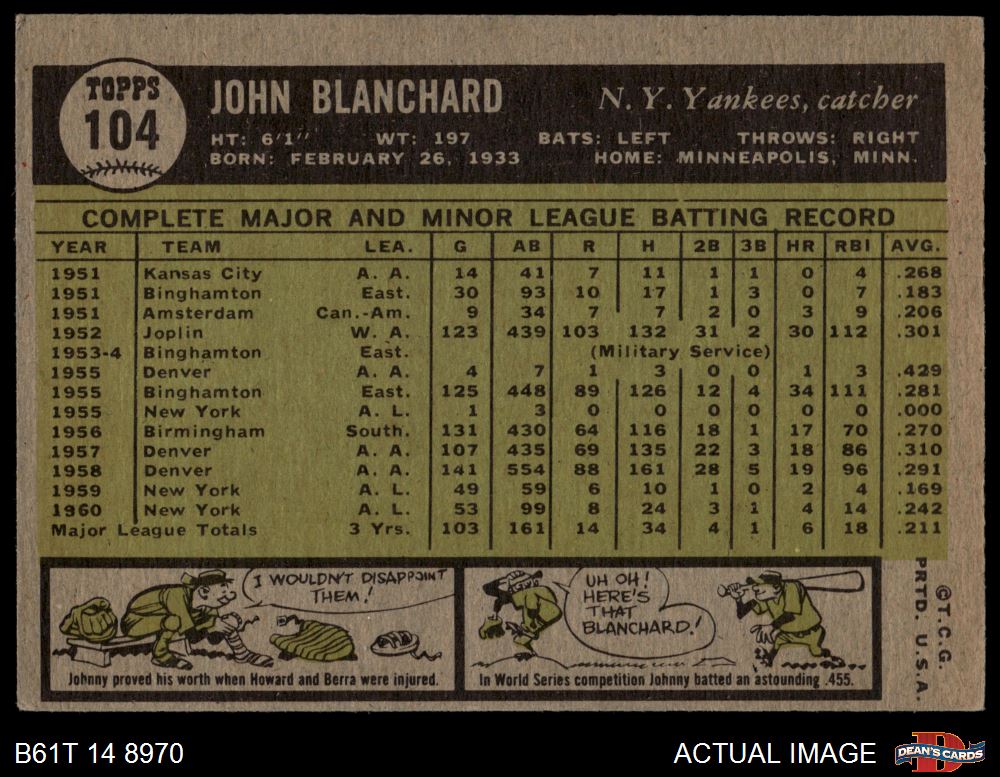 TOPPS
104
JOHN BLANCHARD
N. Y. Yankees, catcher
HT: 6'1" WT: 197 BATS: LEFT THROWS: RIGHT
BORN: FEBRUARY 26, 1933 HOME: MINNEAPOLIS, MINN.
COMPLETE MAJOR AND MINOR LEAGUE BATTING RECORD
YEAR TEAM LEA. G AB R H 2B 3B HR RBI AVG.
1951 Kansas City A. A. 14 41 7 11 1 1 0 4 .268
1951 Binghamton East. 30 93 10 17 1 3 0 7 .183
1951 Amsterdam Can.-Am. 9 34 7 7 2 0 3 9 .206
1952 Joplin W. A. 123 439 103 132 31 2 30 112 .301
1953-4 Binghamton East. (Military Service)
1955 Denver A. A. 4 7 1 3 0 0 1 3 .429
1955 Binghamton East. 125 448 89 126 12 4 34 111 .281
1955 New York A. L. 1 3 0 0 0 0 0 0 .000
1956 Birmingham South. 131 430 64 116 18 1 17 70 .270
1957 Denver A. A. 107 435 69 135 22 3 18 86 .310
1958 Denver A. A. 141 554 88 161 28 5 19 96 .291
1959 New York A. L. 49 59 6 10 1 0 2 4 .169
1960 New York A. L. 53 99 8 24 3 1 4 14 .242
Major League Totals 3 Yrs. 103 161 14 34 4 1 6 18 .211
I WOULDN'T DISAPPOINT
THEM!
Johnny proved his worth when Howard and Berra were injured.
UH OH!
HERE'S
THAT
BLANCHARD!
In World Series competition Johnny batted an astounding .455.
©T.C.G.
PRTD. U.S.A.
B61T 14 8970
ACTUAL IMAGE
D
DEAN'S CARDS